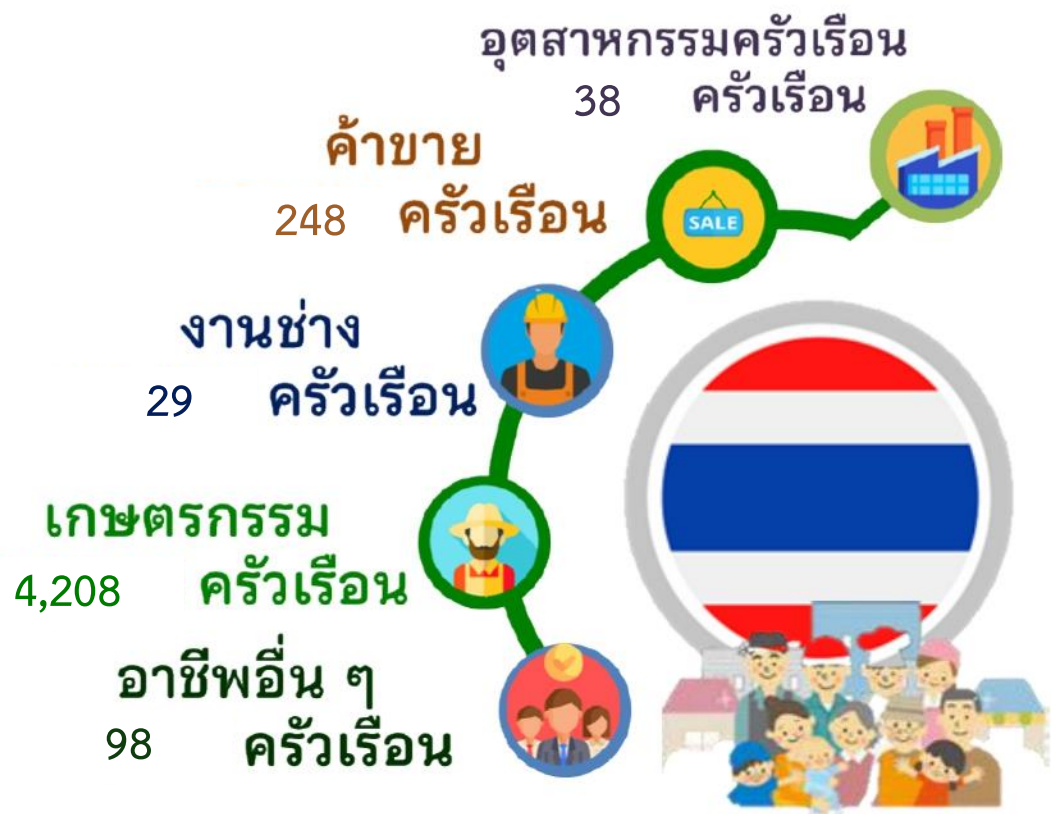 อุตสาหกรรมครัวเรือน
38 ครัวเรือน
ค้าขาย
248 ครัวเรือน
SALE
งานช่าง
29 ครัวเรือน
เกษตรกรรม
4,208 ครัวเรือน
อาชีพอื่น ๆ
98 ครัวเรือน